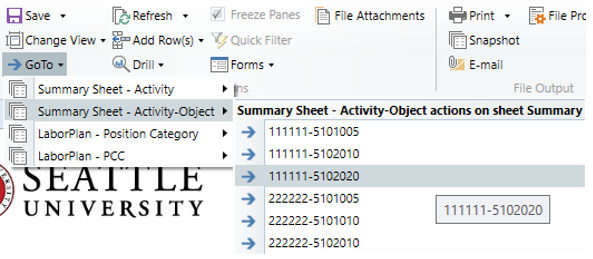 Save Refresh Freeze Panes File Attachments Print File Pro
Change View Add Row(s) Quick Filter Snapshot
GoTo Drill Forms E-mail
ns File Output
Summary Sheet - Activity
Summary Sheet - Activity-Object
LaborPlan - Position Category
LaborPlan - PCC
Summary Sheet - Activity-Object actions on sheet Summary
111111-5101005
111111-5102010
111111-5102020
222222-5101005
222222-5101010
222222-5102010
111111-5102020
SEATTLE
UNIVERSITY